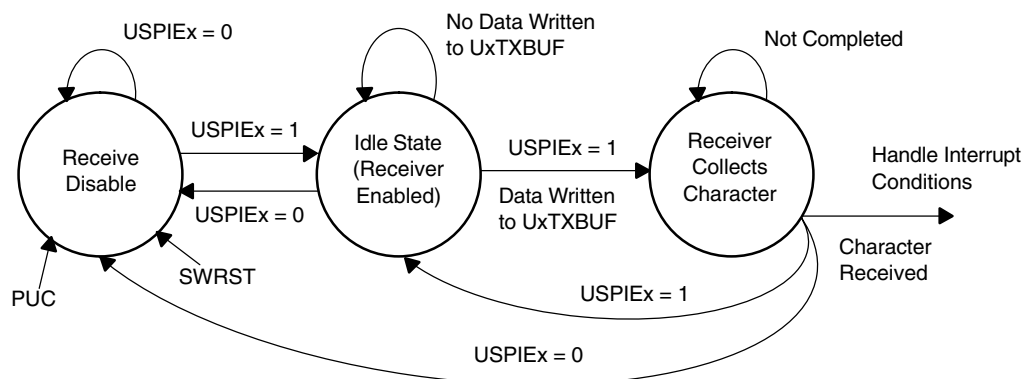 USPIEx = 0
No Data Written
to UxTXBUF
Not Completed
USPIEx = 1
Receive
Disable
Idle State
(Receiver
Enabled)
USPIEx = 1
Receiver
Collects
Character
Handle Interrupt
Conditions
USPIEx = 0
Data Written
to UxTXBUF
PUC
SWRST
Character
Received
USPIEx = 1
USPIEx = 0